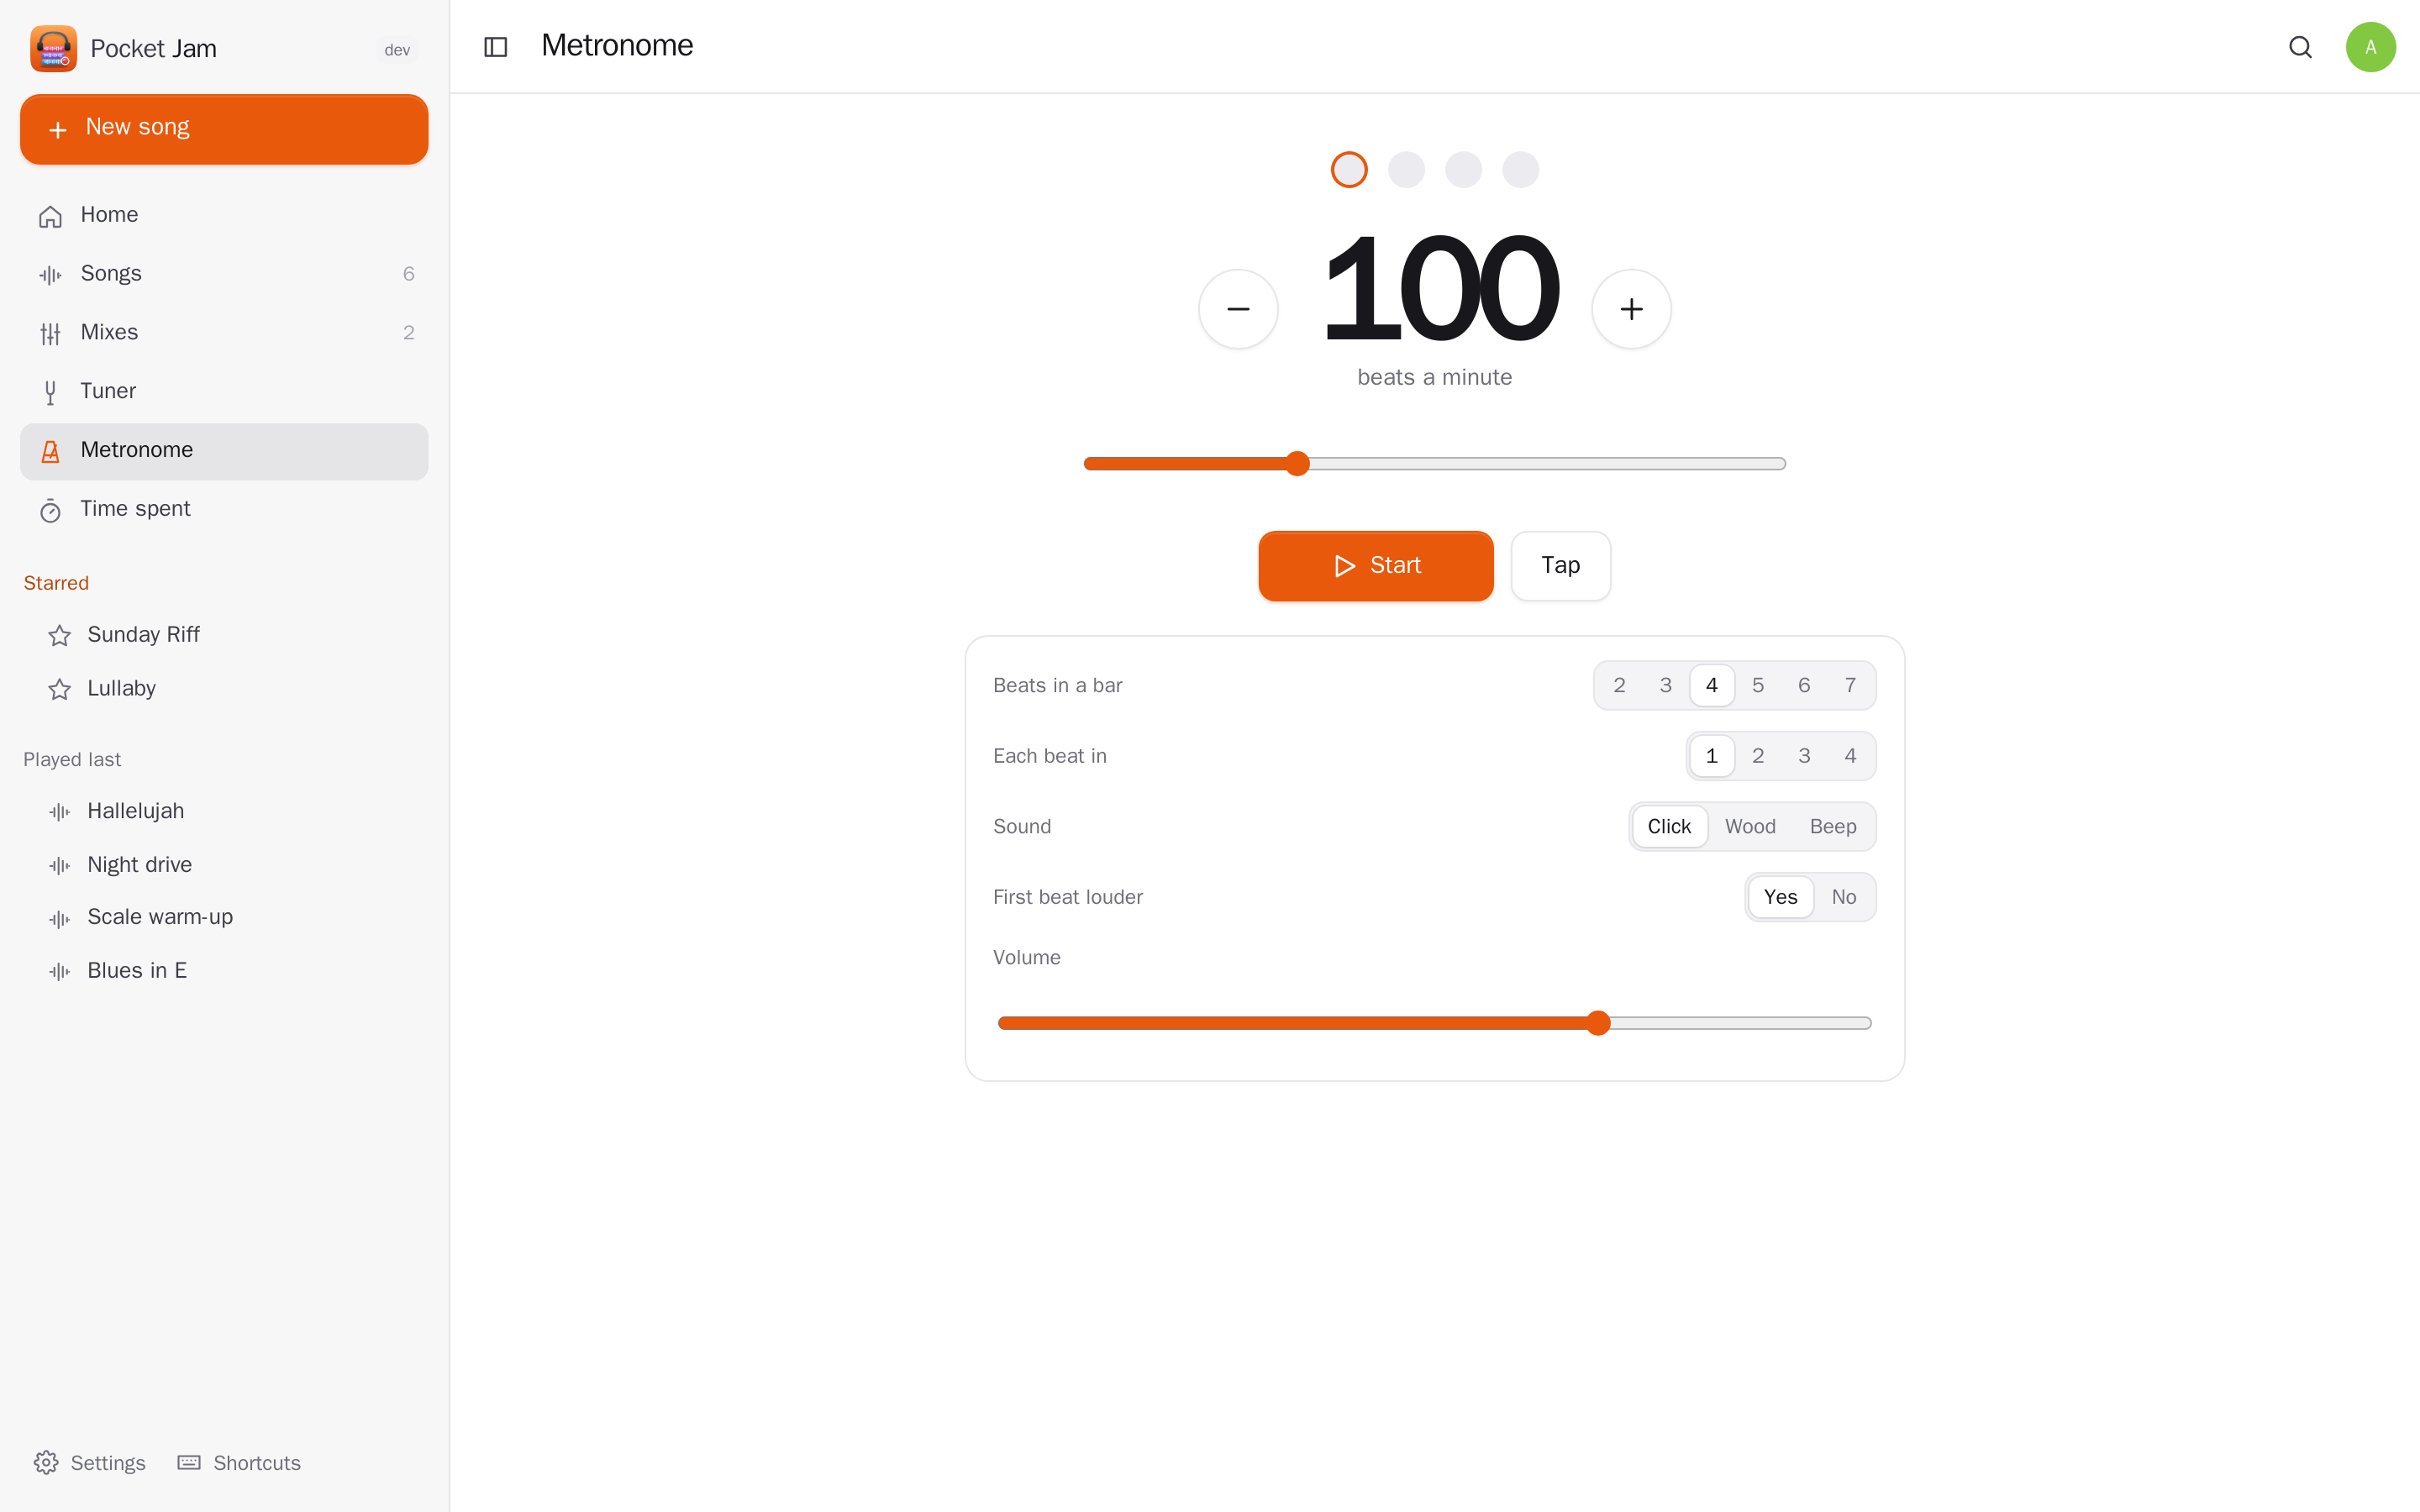 Pocket Jam dev
New song
Home
Songs 6
Mixes 2
Tuner
Metronome
Time spent
Starred
Sunday Riff
Lullaby
Played last
Hallelujah
Night drive
Scale warm-up
Blues in E
Settings Shortcuts
Metronome
A
100
beats a minute
Start Tap
Beats in a bar 2 3 4 5 6 7
Each beat in 1 2 3 4
Sound Click Wood Beep
First beat louder Yes No
Volume